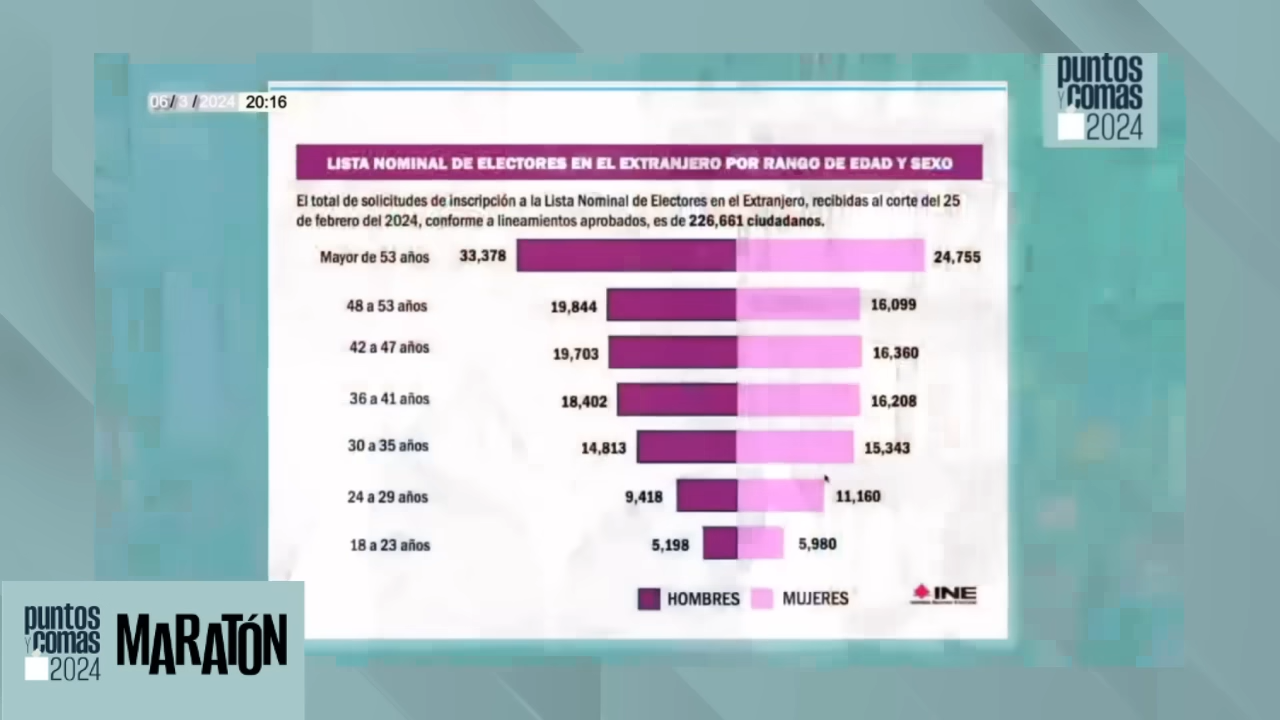 06/3/2024 20:16
puntos
Y comas
2024
LISTA NOMINAL DE ELECTORES EN EL EXTRANJERO POR RANGO DE EDAD Y SEXO
El total de solicitudes de inscripción a la Lista Nominal de Electores en el Extranjero, recibidas al corte del 25
de febrero del 2024, conforme a lineamientos aprobados, es de 226,661 ciudadanos.
Mayor de 53 años 33,378 24,755
48 a 53 años 19,844 16,099
42 a 47 años 19,703 16,360
36 a 41 años 18,402 16,208
30 a 35 años 14,813 15,343
24 a 29 años 9,418 11,160
18 a 23 años 5,198 5,980
HOMBRES MUJERES
INE
puntos
Y comas
2024
MARATÓN